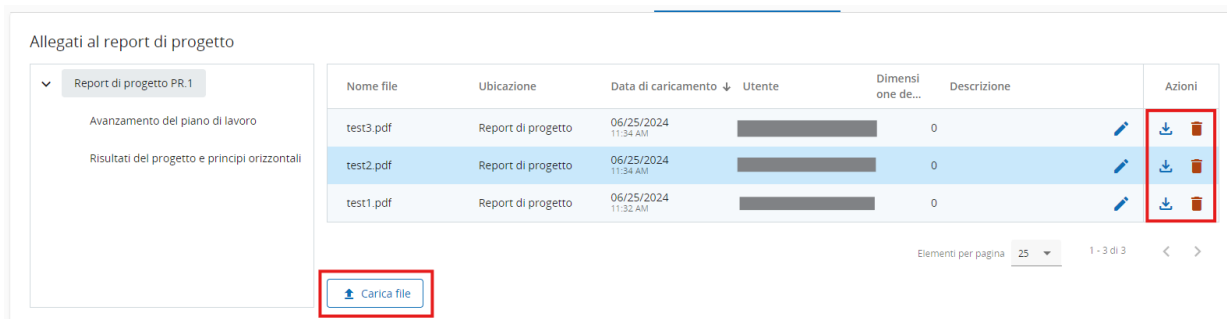 Allegati al report di progetto
Report di progetto PR.1
Avanzamento del piano di lavoro
Risultati del progetto e principi orizzontali
Nome file Ubicazione Data di caricamento Utente Dimensi one de... Descrizione Azioni
test3.pdf Report di progetto 06/25/2024 11:34 AM 0
test2.pdf Report di progetto 06/25/2024 11:34 AM 0
test1.pdf Report di progetto 06/25/2024 11:32 AM 0
Elementi per pagina 25 1 - 3 di 3
Carica file